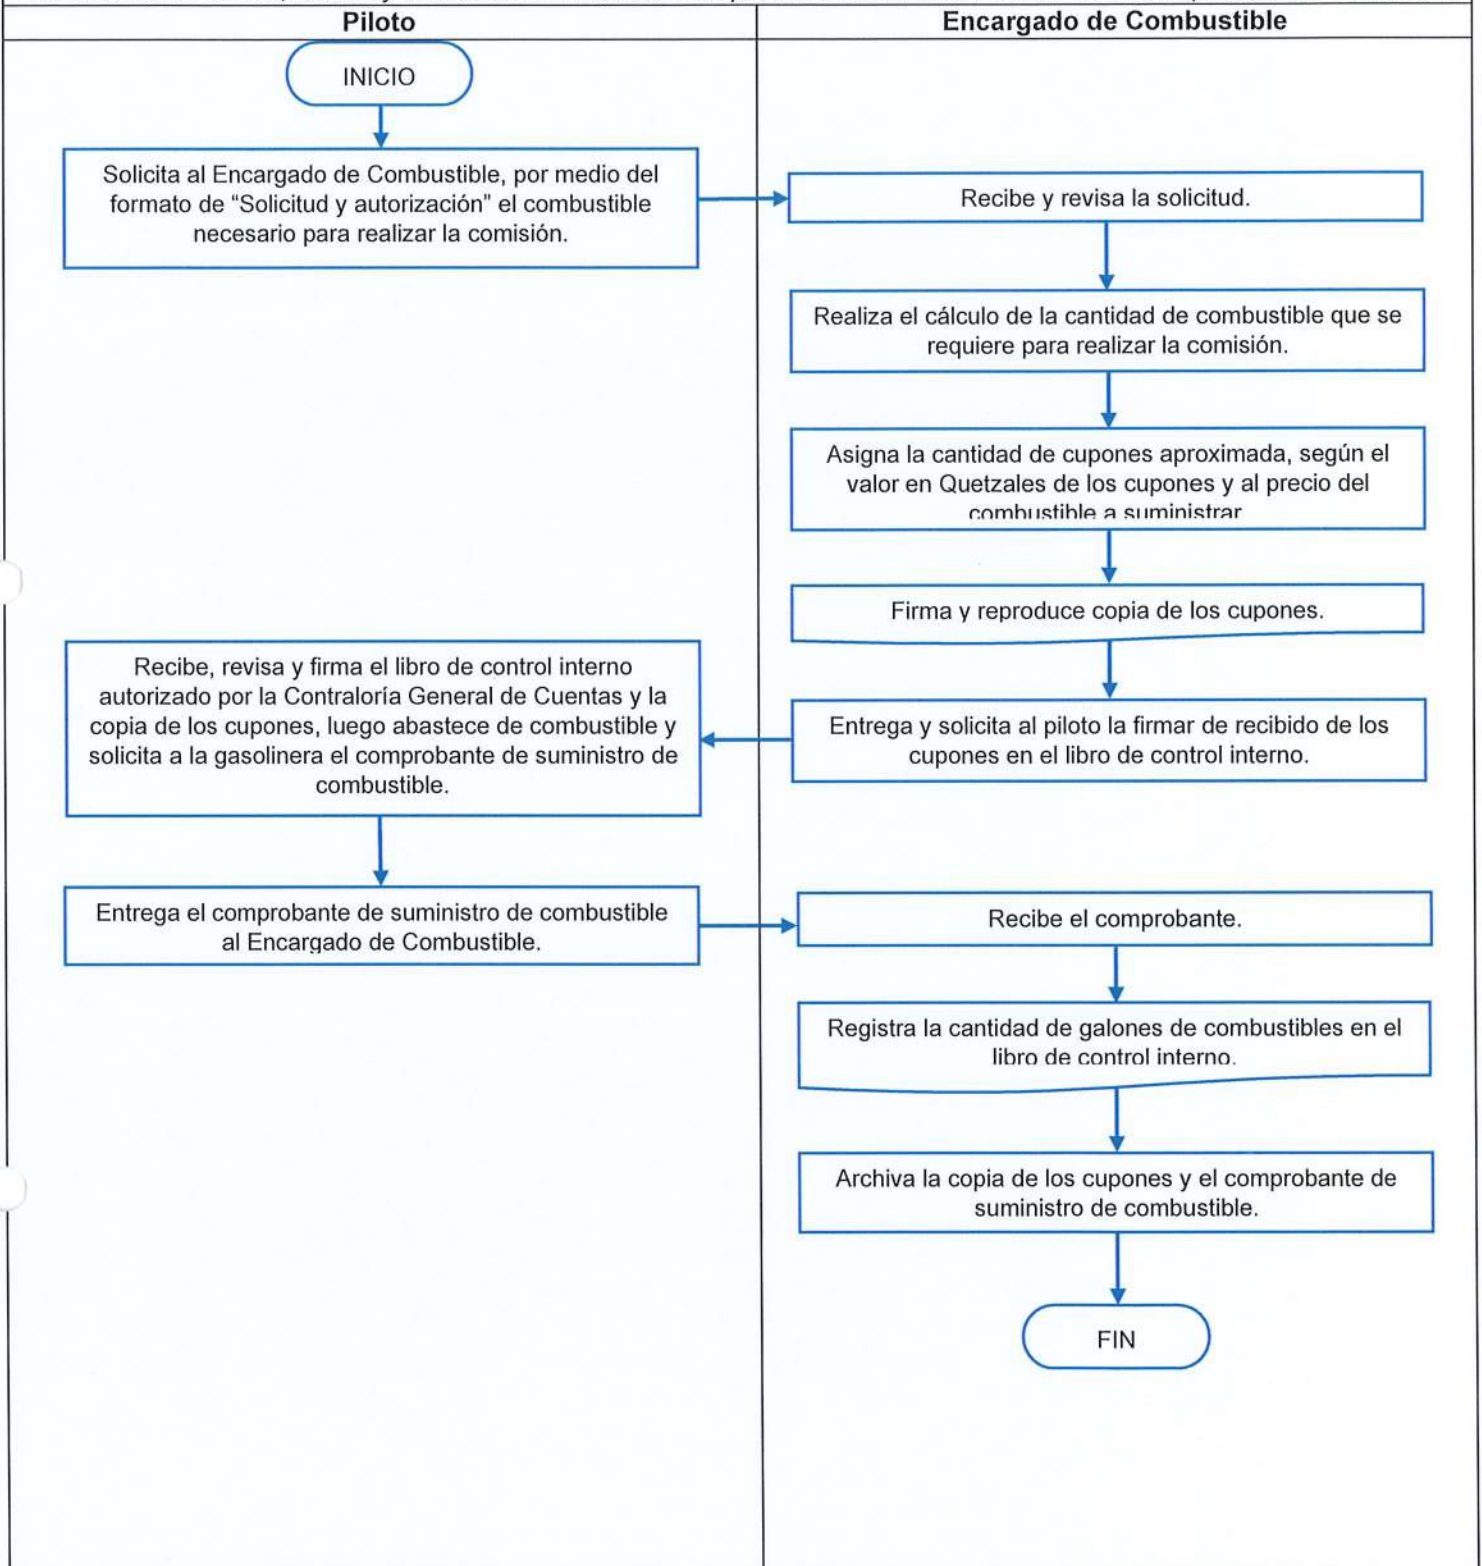 Piloto
Encargado de Combustible
INICIO
Solicita al Encargado de Combustible, por medio del
formato de “Solicitud y autorización” el combustible
necesario para realizar la comisión.
Recibe y revisa la solicitud.
Realiza el cálculo de la cantidad de combustible que se
requiere para realizar la comisión.
Asigna la cantidad de cupones aproximada, según el
valor en Quetzales de los cupones y al precio del
combustible a suministrar
Firma y reproduce copia de los cupones.
Entrega y solicita al piloto la firmar de recibido de los
cupones en el libro de control interno.
Recibe, revisa y firma el libro de control interno
autorizado por la Contraloría General de Cuentas y la
copia de los cupones, luego abastece de combustible y
solicita a la gasolinera el comprobante de suministro de
combustible.
Entrega el comprobante de suministro de combustible
al Encargado de Combustible.
Recibe el comprobante.
Registra la cantidad de galones de combustibles en el
libro de control interno.
Archiva la copia de los cupones y el comprobante de
suministro de combustible.
FIN